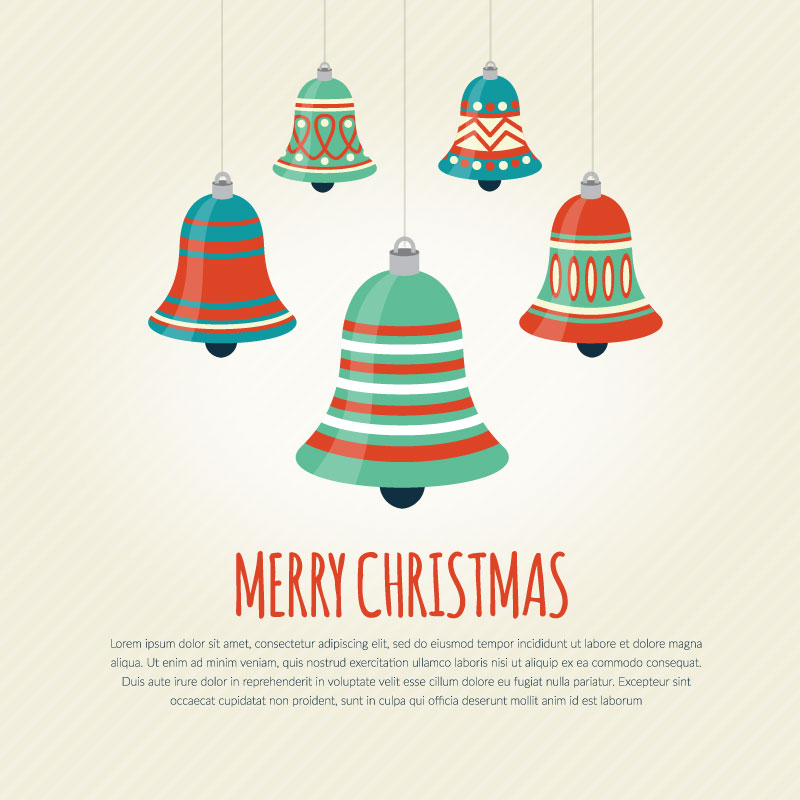 MERRY CHRISTMAS
Lorem ipsum dolor sit amet, consectetur adipiscing elit, sed do eiusmod tempor incididunt ut labore et dolore magna
aliqua. Ut enim ad minim veniam, quis nostrud exercitation ullamco laboris nisi ut aliquip ex ea commodo consequat.
Duis aute irure dolor in reprehenderit in voluptate velit esse cillum dolore eu fugiat nulla pariatur. Excepteur sint
occaecat cupidatat non proident, sunt in culpa qui officia deserunt mollit anim id est laborum